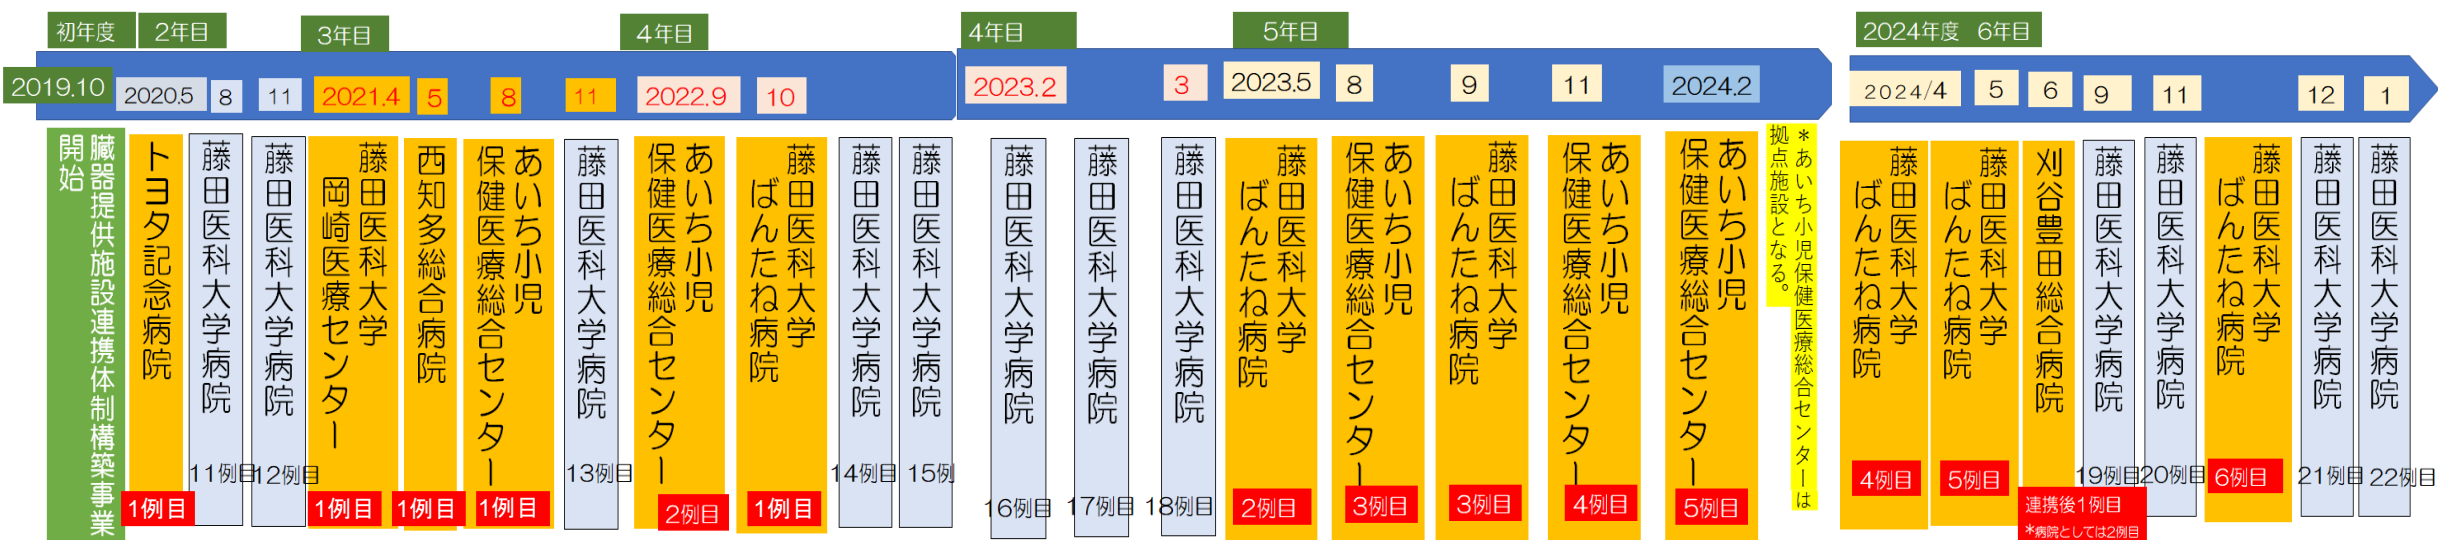 初年度
2年目
3年目
4年目
4年目
5年目
2024年度 6年目
2019.10
2020.5
8
11
2021.4
5
8
11
2022.9
10
2023.2
3
2023.5
8
9
11
2024.2
2024/4
5
6
9
11
12
1
臓器提供施設連携体制構築事業
開始
トヨタ記念病院
1例目
藤田医科大学病院
11例目
藤田医科大学病院
12例目
藤田医科大学
岡崎医療センター
1例目
西知多総合病院
1例目
あいち小児
保健医療総合センター
1例目
藤田医科大学病院
13例目
あいち小児
保健医療総合センター
2例目
藤田医科大学
ばんたね病院
1例目
藤田医科大学病院
14例目
藤田医科大学病院
15例
藤田医科大学病院
16例目
藤田医科大学病院
17例目
藤田医科大学病院
18例目
藤田医科大学
ばんたね病院
2例目
あいち小児
保健医療総合センター
3例目
藤田医科大学
ばんたね病院
3例目
あいち小児
保健医療総合センター
4例目
あいち小児
保健医療総合センター
5例目
*あいち小児保健医療総合センターは
拠点施設となる。
藤田医科大学
ばんたね病院
4例目
藤田医科大学
ばんたね病院
5例目
刈谷豊田総合病院
連携後1例目
*病院としては2例目
藤田医科大学病院
19例目
藤田医科大学病院
20例目
藤田医科大学
ばんたね病院
6例目
藤田医科大学病院
21例目
藤田医科大学病院
22例目